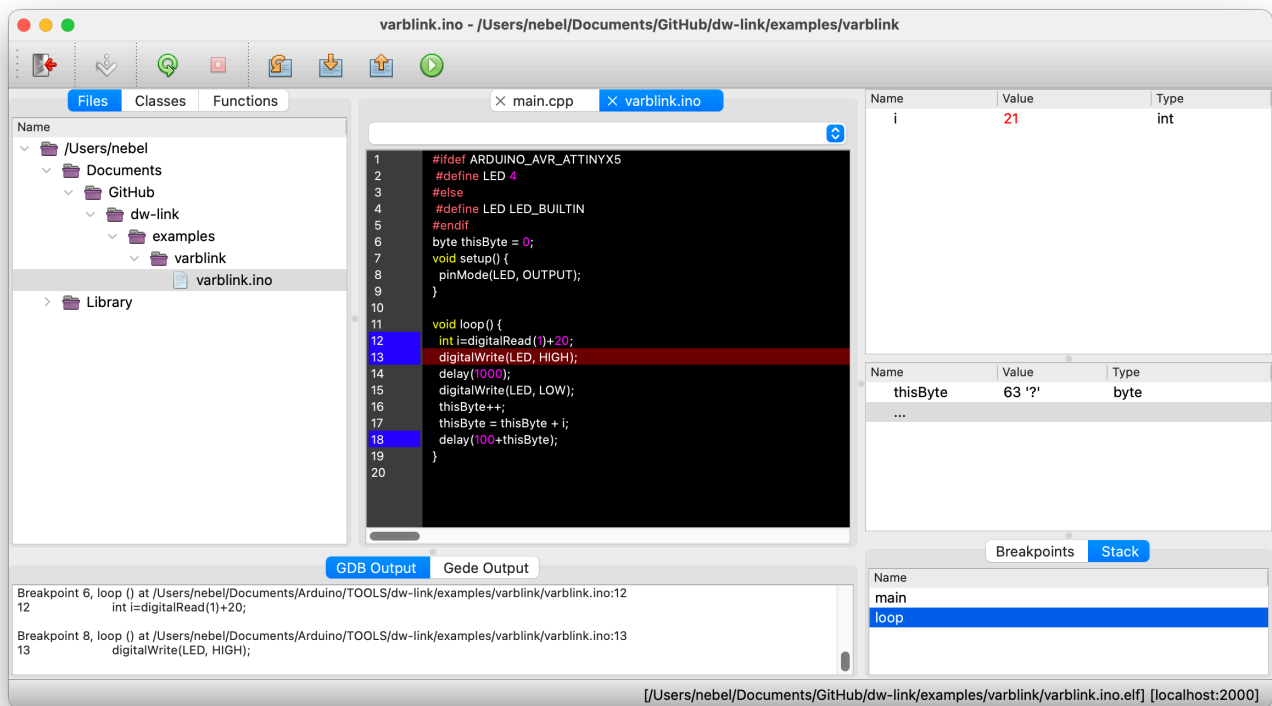 varblink.ino - /Users/nebel/Documents/GitHub/dw-link/examples/varblink
Files Classes Functions
Name
/Users/nebel
Documents
GitHub
dw-link
examples
varblink
varblink.ino
Library
main.cpp varblink.ino
1 #ifdef ARDUINO_AVR_ATTINYX5
2 #define LED 4
3 #else
4 #define LED LED_BUILTIN
5 #endif
6 byte thisByte = 0;
7 void setup() {
8 pinMode(LED, OUTPUT);
9 }
10
11 void loop() {
12 int i=digitalRead(1)+20;
13 digitalWrite(LED, HIGH);
14 delay(1000);
15 digitalWrite(LED, LOW);
16 thisByte++;
17 thisByte = thisByte + i;
18 delay(100+thisByte);
19 }
20
Name Value Type
i 21 int
Name Value Type
thisByte 63 '?' byte
...
Breakpoints Stack
Name
main
loop
GDB Output Gede Output
Breakpoint 6, loop () at /Users/nebel/Documents/Arduino/TOOLS/dw-link/examples/varblink/varblink.ino:12
12 int i=digitalRead(1)+20;
Breakpoint 8, loop () at /Users/nebel/Documents/Arduino/TOOLS/dw-link/examples/varblink/varblink.ino:13
13 digitalWrite(LED, HIGH);
[/Users/nebel/Documents/GitHub/dw-link/examples/varblink/varblink.ino.elf] [localhost:2000]